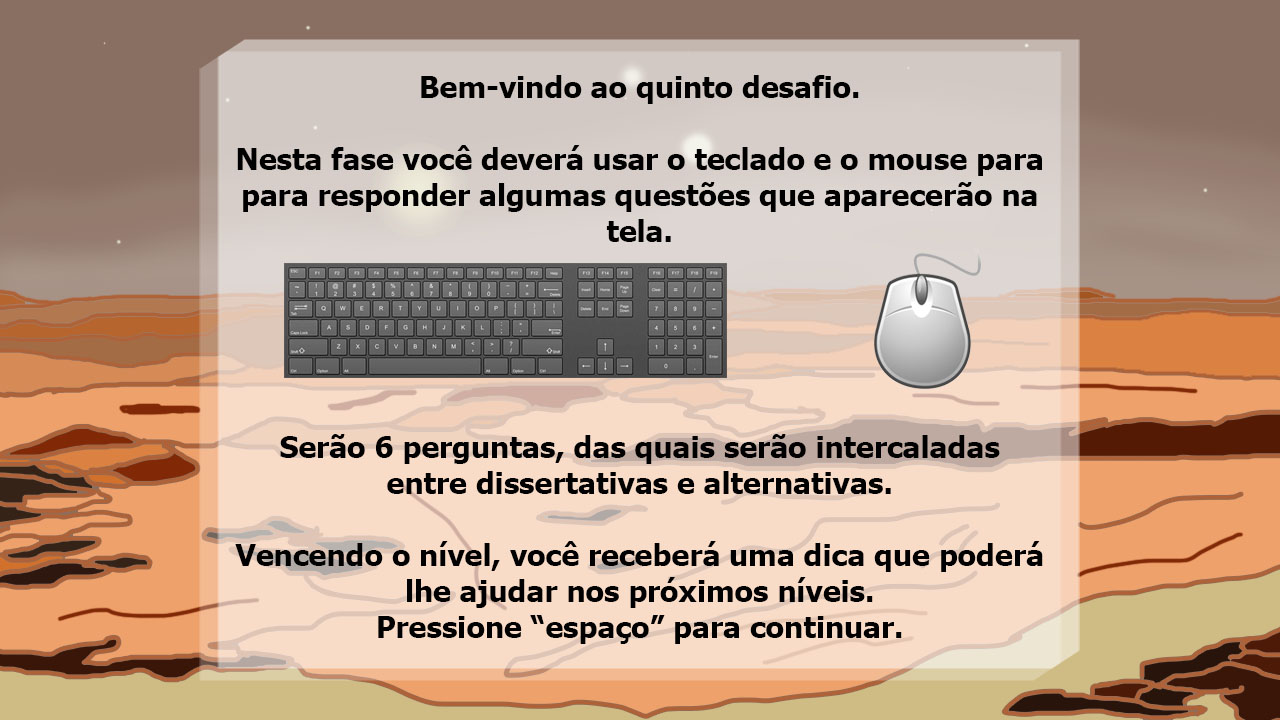 Bem-vindo ao quinto desafio.
Nesta fase você deverá usar o teclado e o mouse para
para responder algumas questões que aparecerão na
tela.
Serão 6 perguntas, das quais serão intercaladas
entre dissertativas e alternativas.
Vencendo o nível, você receberá uma dica que poderá
lhe ajudar nos próximos níveis.
Pressione “espaço” para continuar.